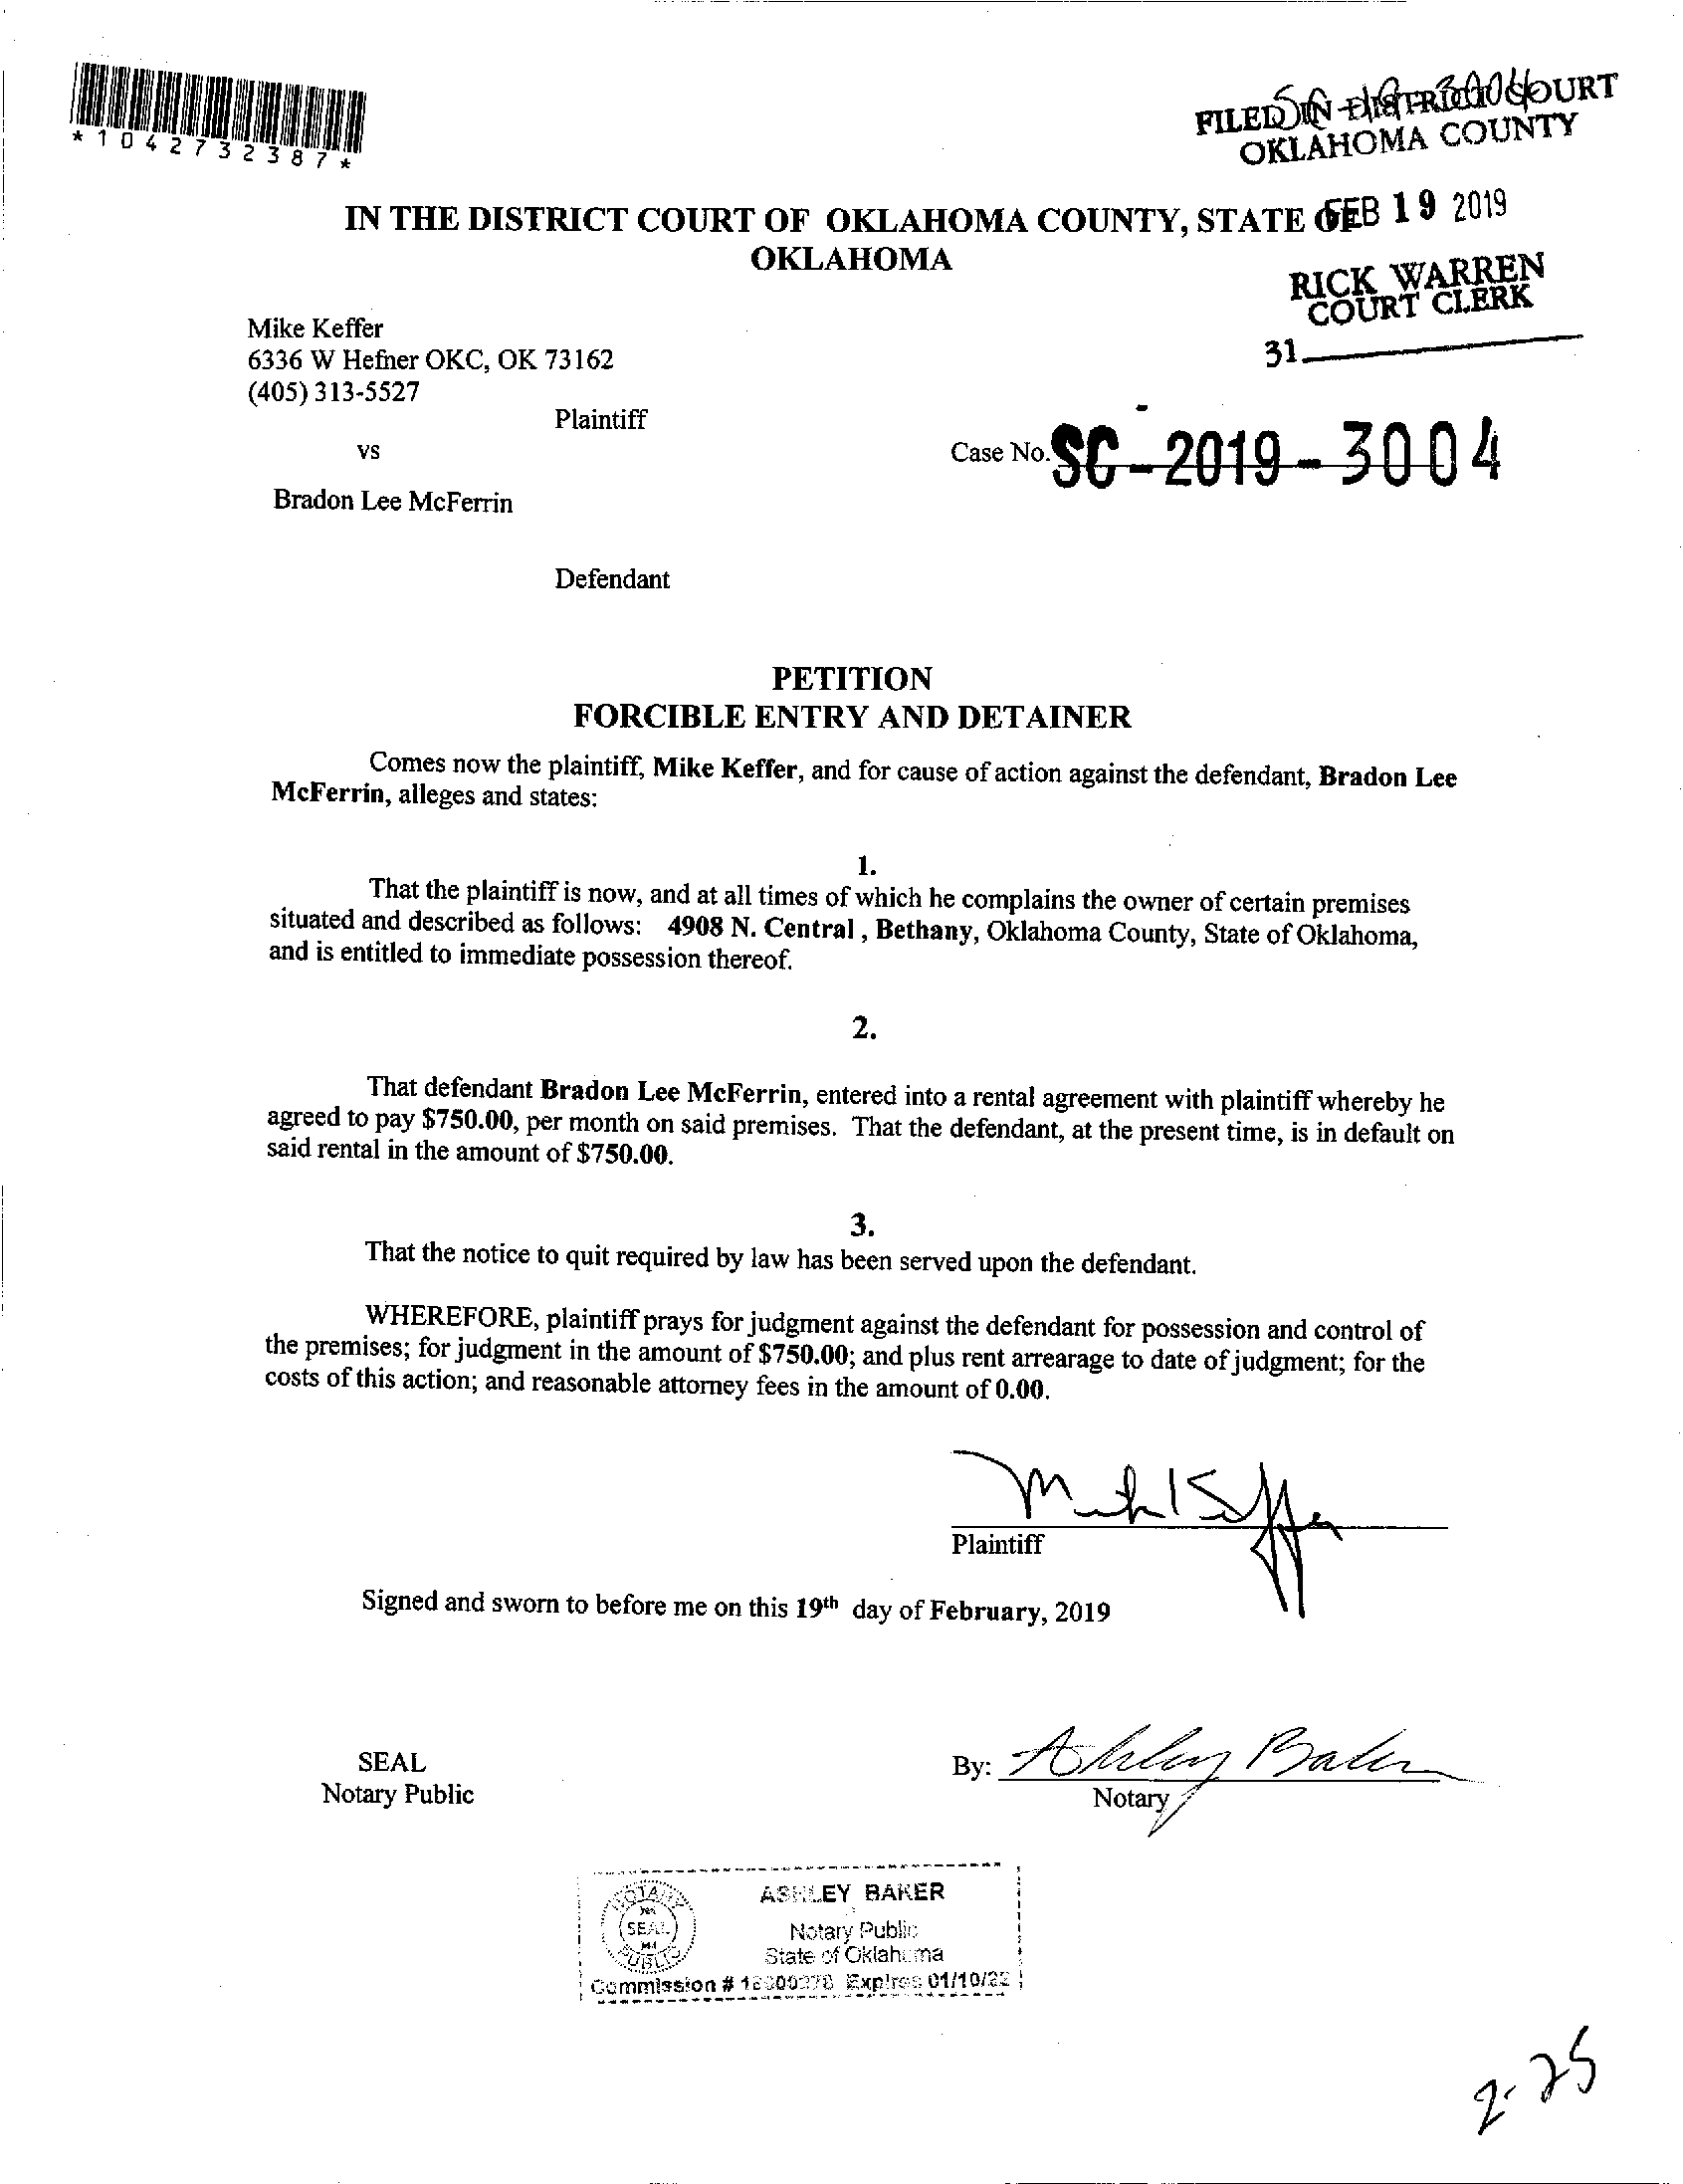 *1042732387*
FILED IN DISTRICT COURT
OKLAHOMA COUNTY
FEB 19 2019
RICK WARREN
COURT CLERK
31
IN THE DISTRICT COURT OF OKLAHOMA COUNTY, STATE OF
OKLAHOMA
Mike Keffer
6336 W Hefner OKC, OK 73162
(405) 313-5527
Plaintiff
vs
Case No. SC-2019-3004
Bradon Lee McFerrin
Defendant
PETITION
FORCIBLE ENTRY AND DETAINER
Comes now the plaintiff, Mike Keffer, and for cause of action against the defendant, Bradon Lee
McFerrin, alleges and states:
1.
That the plaintiff is now, and at all times of which he complains the owner of certain premises
situated and described as follows: 4908 N. Central , Bethany, Oklahoma County, State of Oklahoma,
and is entitled to immediate possession thereof.
2.
That defendant Bradon Lee McFerrin, entered into a rental agreement with plaintiff whereby he
agreed to pay $750.00, per month on said premises. That the defendant, at the present time, is in default on
said rental in the amount of $750.00.
3.
That the notice to quit required by law has been served upon the defendant.
WHEREFORE, plaintiff prays for judgment against the defendant for possession and control of
the premises; for judgment in the amount of $750.00; and plus rent arrearage to date of judgment; for the
costs of this action; and reasonable attorney fees in the amount of 0.00.
Mike Keffer
Plaintiff
Signed and sworn to before me on this 19th day of February, 2019
SEAL
Notary Public
By: Ashley Baker
Notary
NOTARY
SEAL
PUBLIC
ASHLEY BAKER
Notary Public
State of Oklahoma
Commission # Expires 01/10/22
2-25